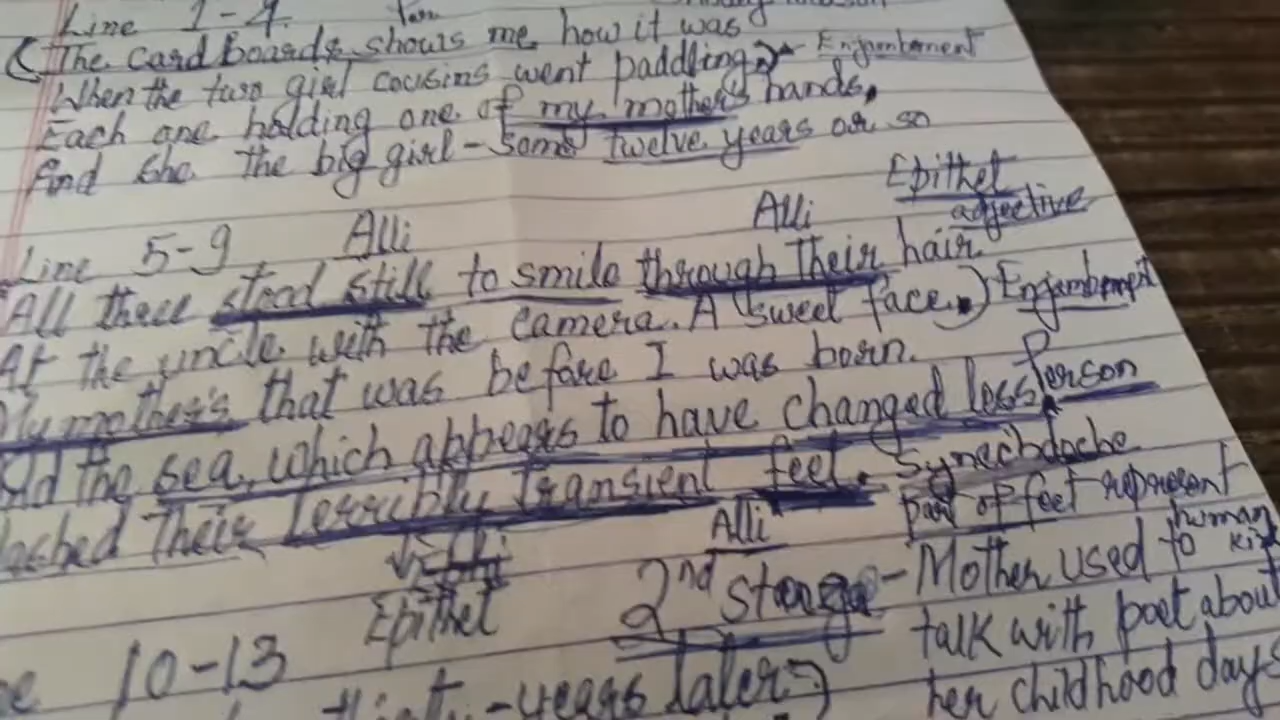 Line 1-4.
The cardboards shows me how it was
When the two girl cousins went paddling, Enjambement
Each one holding one of my mother's hands,
And she the big girl - some twelve years or so
Epithet
adjective
Line 5-9 Alli Alli
All three stood still to smile through their hair
At the uncle with the camera. A sweet face, Enjambment
My mother's that was before I was born.
And the sea, which appears to have changed less, Person
Washed their terribly transient feet. Synechdoche
Alli part of feet represent
human
Epithet
2nd Stanza - Mother used to
talk with poet about
her childhood days
10-13
-years later